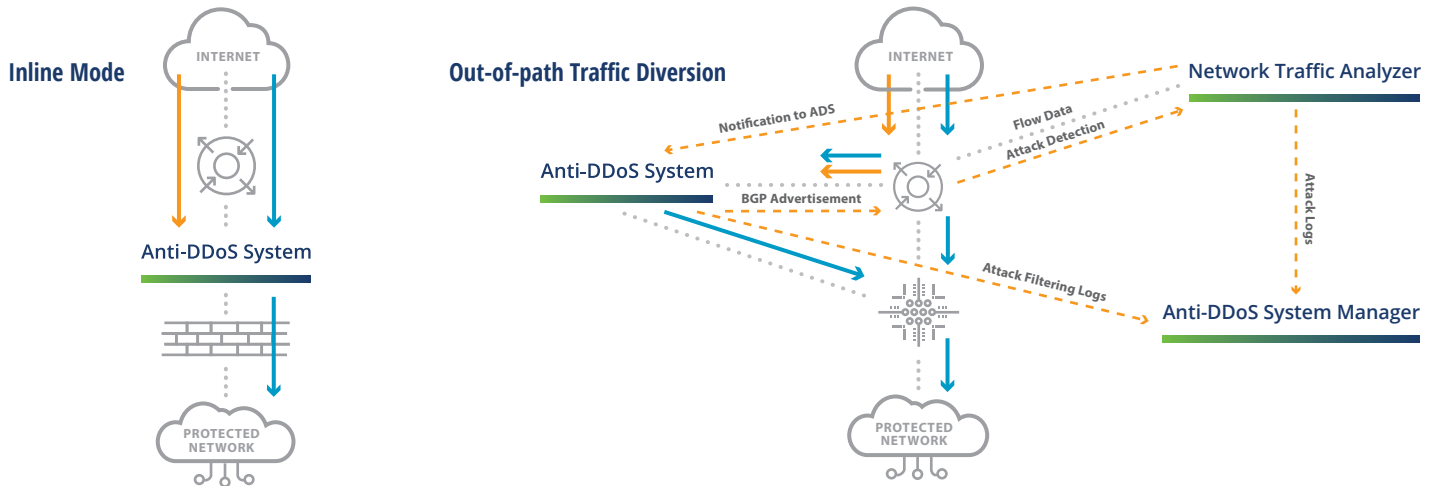 Inline Mode
INTERNET
Anti-DDoS System
PROTECTED
NETWORK
Out-of-path Traffic Diversion
INTERNET
Network Traffic Analyzer
Notification to ADS
Flow Data
Attack Detection
Anti-DDoS System
BGP Advertisement
Attack Logs
Attack Filtering Logs
Anti-DDoS System Manager
PROTECTED
NETWORK